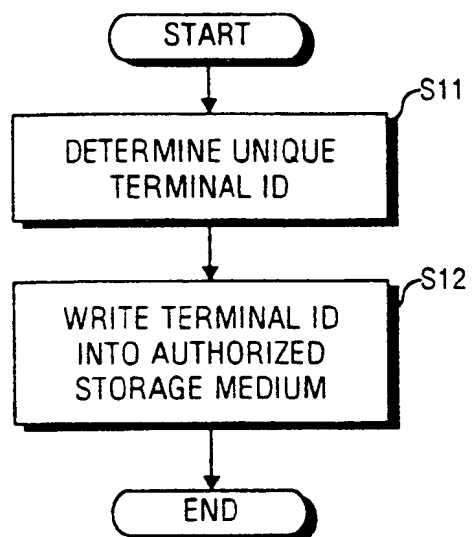 START
S11
DETERMINE UNIQUE
TERMINAL ID
S12
WRITE TERMINAL ID
INTO AUTHORIZED
STORAGE MEDIUM
END